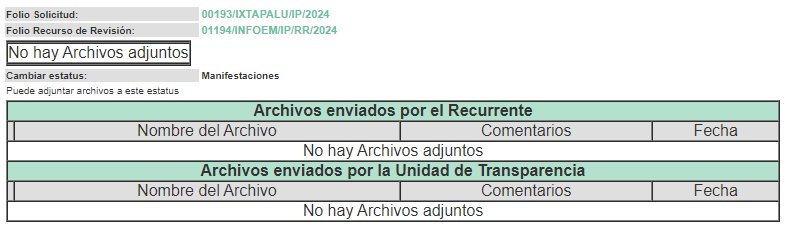 Folio Solicitud: 00193/IXTAPALU/IP/2024
Folio Recurso de Revisión: 01194/INFOEM/IP/RR/2024
No hay Archivos adjuntos
Cambiar estatus: Manifestaciones
Puede adjuntar archivos a este estatus
Archivos enviados por el Recurrente
Nombre del Archivo Comentarios Fecha
No hay Archivos adjuntos
Archivos enviados por la Unidad de Transparencia
Nombre del Archivo Comentarios Fecha
No hay Archivos adjuntos